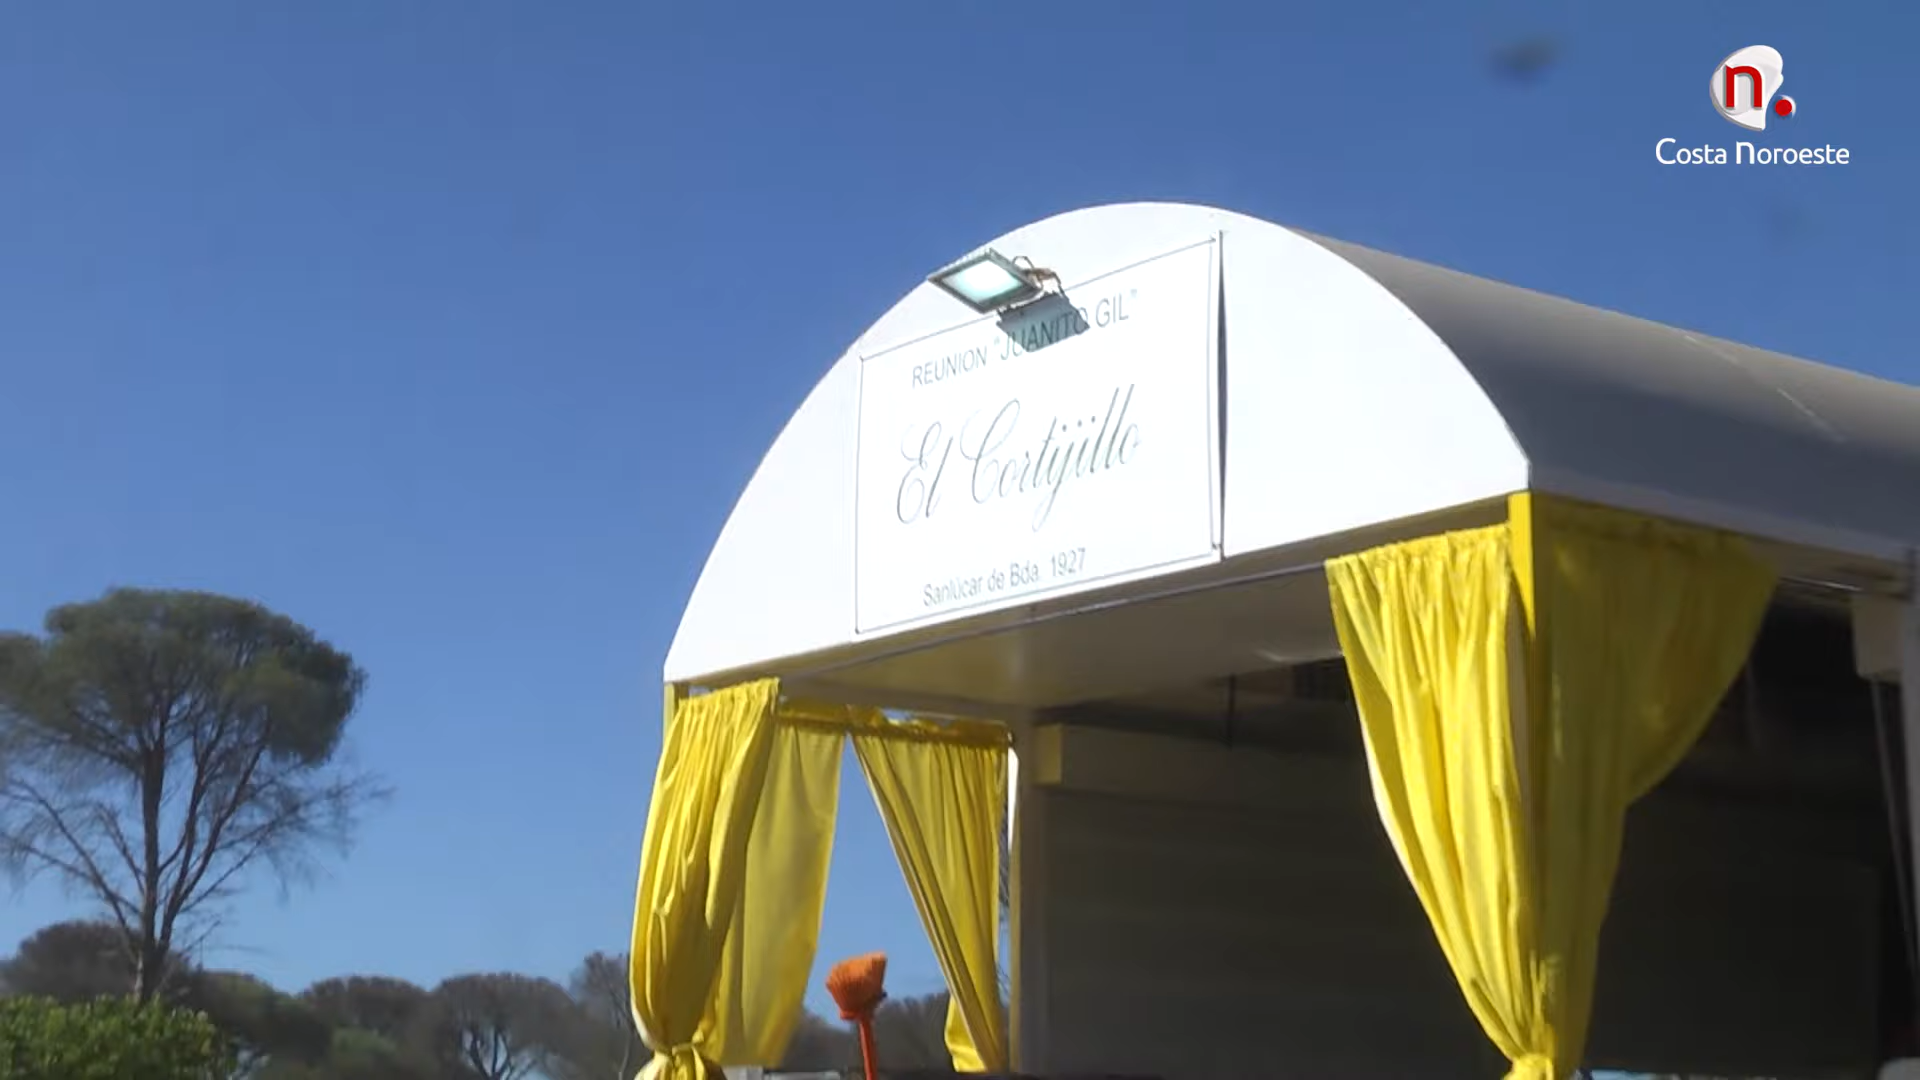 n.
Costa Noroeste
REUNION "JUANITO GIL"
El Cortijillo
Sanlúcar de Bda. 1927